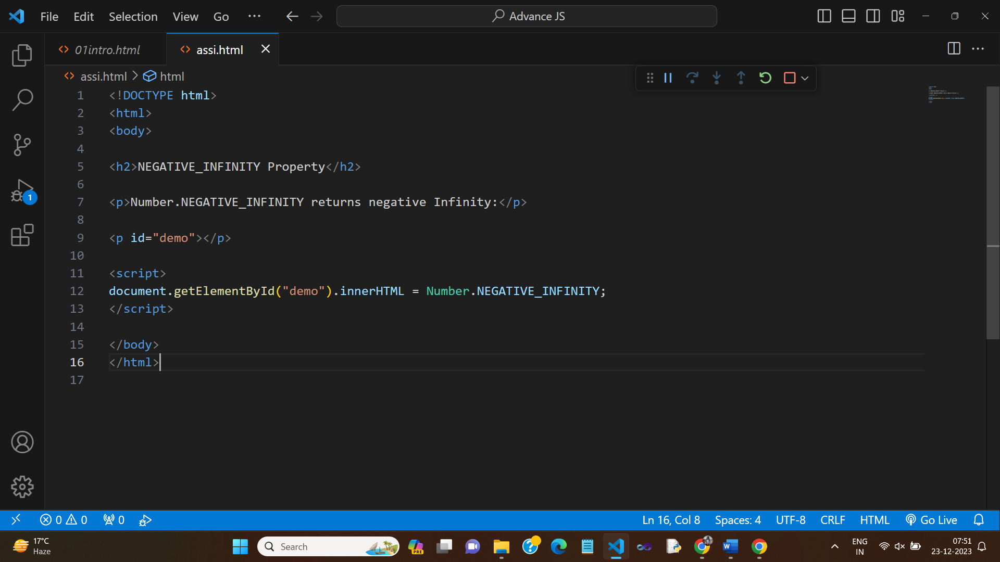 File Edit Selection View Go ··· Advance JS
01intro.html assi.html
assi.html > html
1 <!DOCTYPE html>
2 <html>
3 <body>
4
5 <h2>NEGATIVE_INFINITY Property</h2>
6
7 <p>Number.NEGATIVE_INFINITY returns negative Infinity:</p>
8
9 <p id="demo"></p>
10
11 <script>
12 document.getElementById("demo").innerHTML = Number.NEGATIVE_INFINITY;
13 </script>
14
15 </body>
16 </html>
17
1
0 0 0 Ln 16, Col 8 Spaces: 4 UTF-8 CRLF HTML Go Live
17°C
Haze
Search
PRE
ENG
IN
07:51
23-12-2023